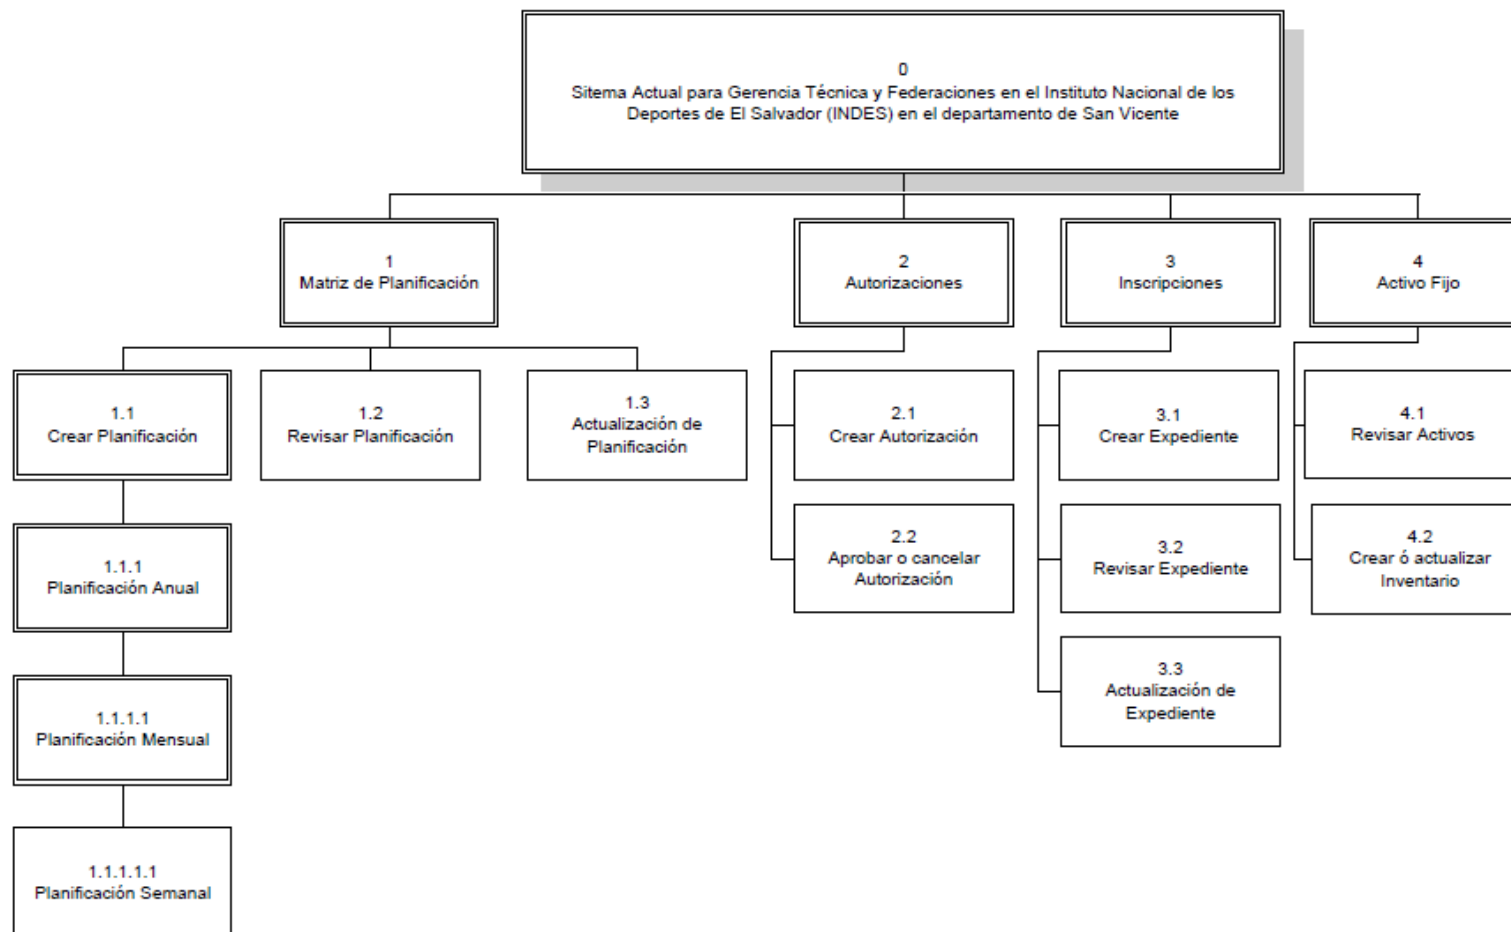 0
Sitema Actual para Gerencia Técnica y Federaciones en el Instituto Nacional de los
Deportes de El Salvador (INDES) en el departamento de San Vicente
1
Matriz de Planificación
2
Autorizaciones
3
Inscripciones
4
Activo Fijo
1.1
Crear Planificación
1.2
Revisar Planificación
1.3
Actualización de
Planificación
2.1
Crear Autorización
3.1
Crear Expediente
4.1
Revisar Activos
1.1.1
Planificación Anual
2.2
Aprobar o cancelar
Autorización
3.2
Revisar Expediente
4.2
Crear ó actualizar
Inventario
1.1.1.1
Planificación Mensual
3.3
Actualización de
Expediente
1.1.1.1.1
Planificación Semanal